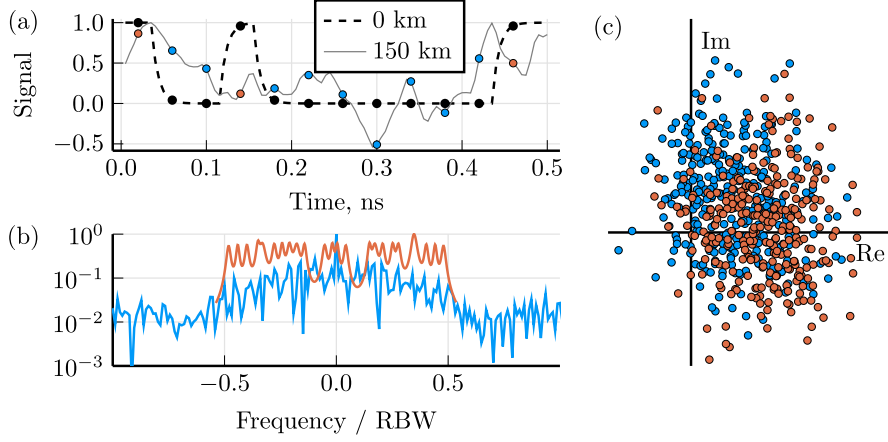 (a)
Signal
1.0
0.5
0.0
−0.5
0 km
150 km
0.0 0.1 0.2 0.3 0.4 0.5
Time, ns
(b)
10⁰
10⁻¹
10⁻²
10⁻³
−0.5 0.0 0.5
Frequency / RBW
(c)
Im
Re